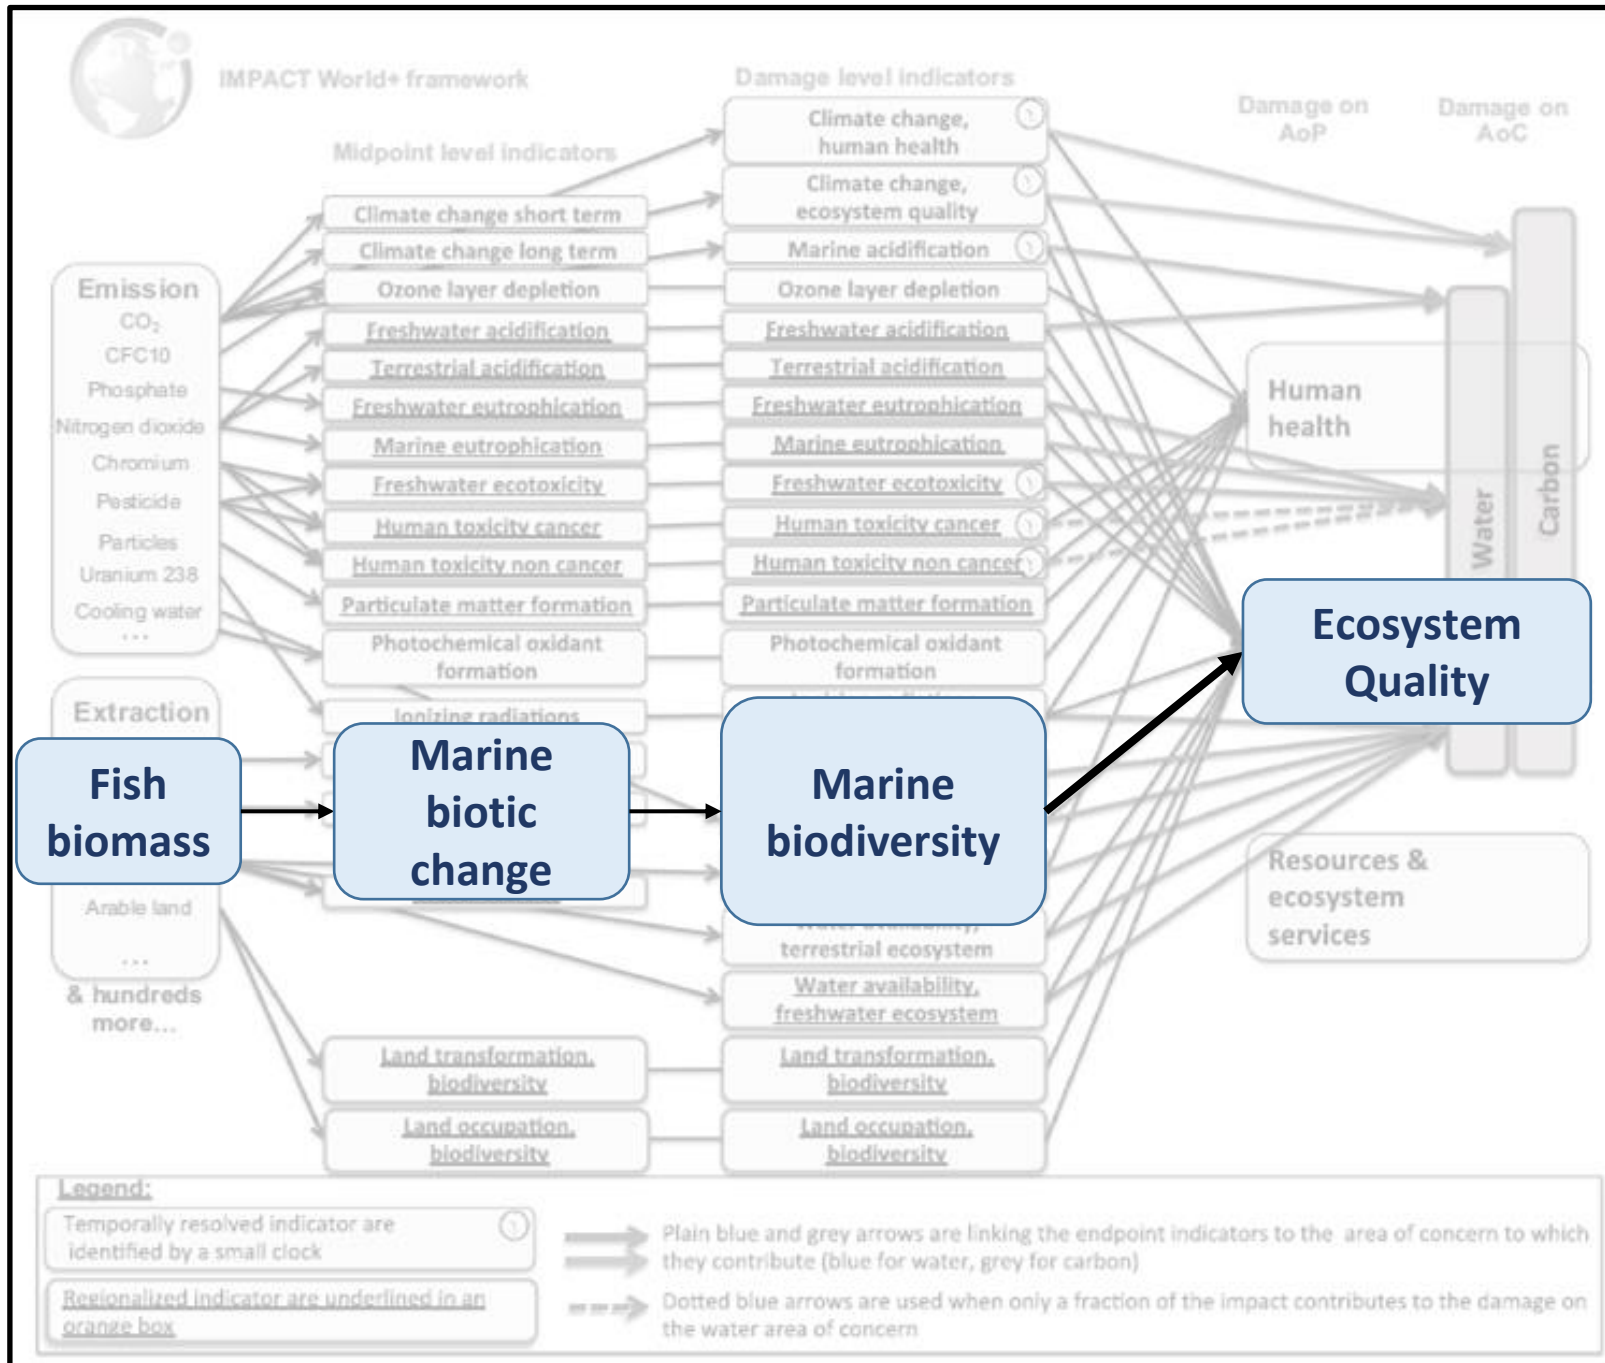 IMPACT World+ framework
Damage level indicators
Damage on
AoP
Damage on
AoC
Midpoint level indicators
Emission
CO₂
CFC10
Phosphate
Nitrogen dioxide
Chromium
Pesticide
Particles
Uranium 238
Cooling water
...
Extraction
Fish
biomass
Arable land
...
& hundreds
more...
Climate change short term
Climate change long term
Ozone layer depletion
Freshwater acidification
Terrestrial acidification
Freshwater eutrophication
Marine eutrophication
Freshwater ecotoxicity
Human toxicity cancer
Human toxicity non cancer
Particulate matter formation
Photochemical oxidant
formation
Ionizing radiations
Marine
biotic
change
Land transformation,
biodiversity
Land occupation,
biodiversity
Climate change,
human health
Climate change,
ecosystem quality
Marine acidification
Ozone layer depletion
Freshwater acidification
Terrestrial acidification
Freshwater eutrophication
Marine eutrophication
Freshwater ecotoxicity
Human toxicity cancer
Human toxicity non cancer
Particulate matter formation
Photochemical oxidant
formation
Marine
biodiversity
Water availability,
terrestrial ecosystem
Water availability,
freshwater ecosystem
Land transformation,
biodiversity
Land occupation,
biodiversity
Human
health
Ecosystem
Quality
Resources &
ecosystem
services
Water
Carbon
Legend:
Temporally resolved indicator are
identified by a small clock
Regionalized indicator are underlined in an
orange box
Plain blue and grey arrows are linking the endpoint indicators to the area of concern to which
they contribute (blue for water, grey for carbon)
Dotted blue arrows are used when only a fraction of the impact contributes to the damage on
the water area of concern